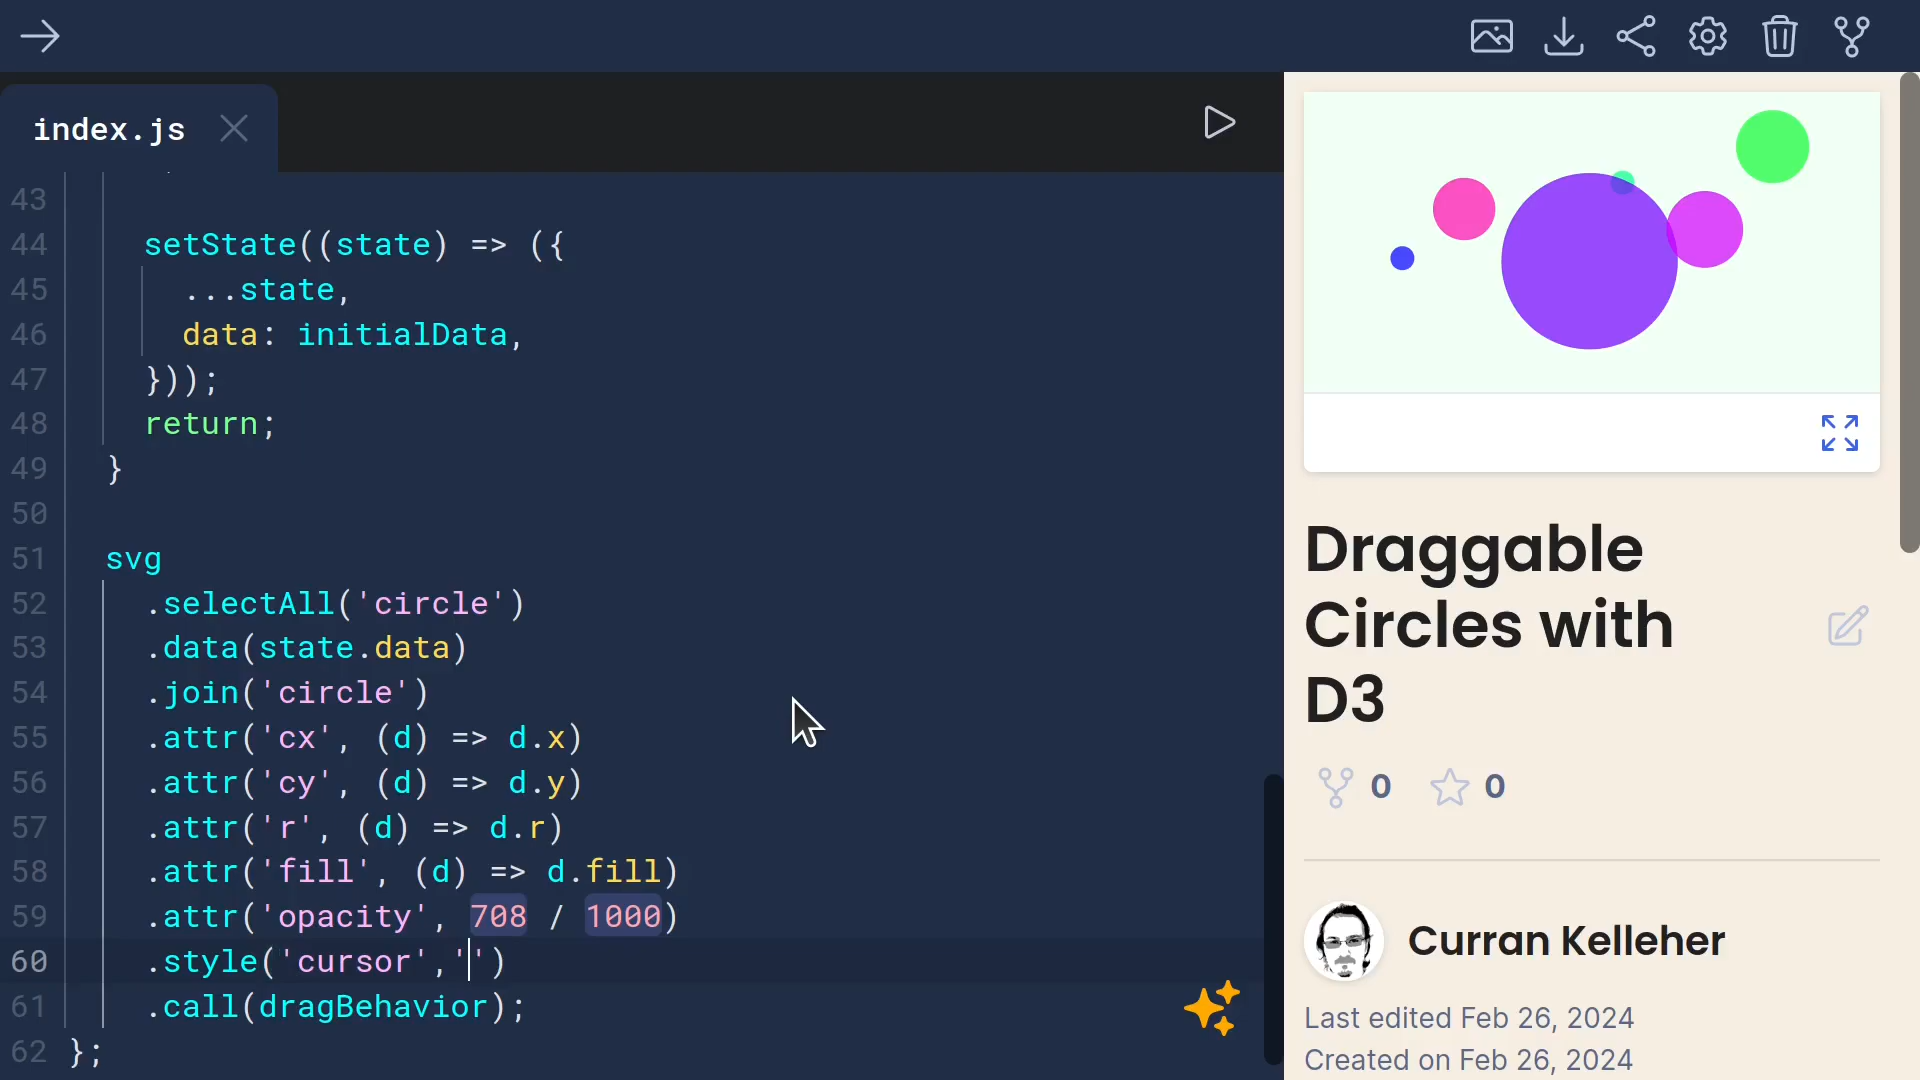 index.js
43
44 setState((state) => ({
45 ...state,
46 data: initialData,
47 }));
48 return;
49 }
50
51 svg
52 .selectAll('circle')
53 .data(state.data)
54 .join('circle')
55 .attr('cx', (d) => d.x)
56 .attr('cy', (d) => d.y)
57 .attr('r', (d) => d.r)
58 .attr('fill', (d) => d.fill)
59 .attr('opacity', 708 / 1000)
60 .style('cursor','')
61 .call(dragBehavior);
62 };
Draggable
Circles with
D3
0 0
Curran Kelleher
Last edited Feb 26, 2024
Created on Feb 26, 2024